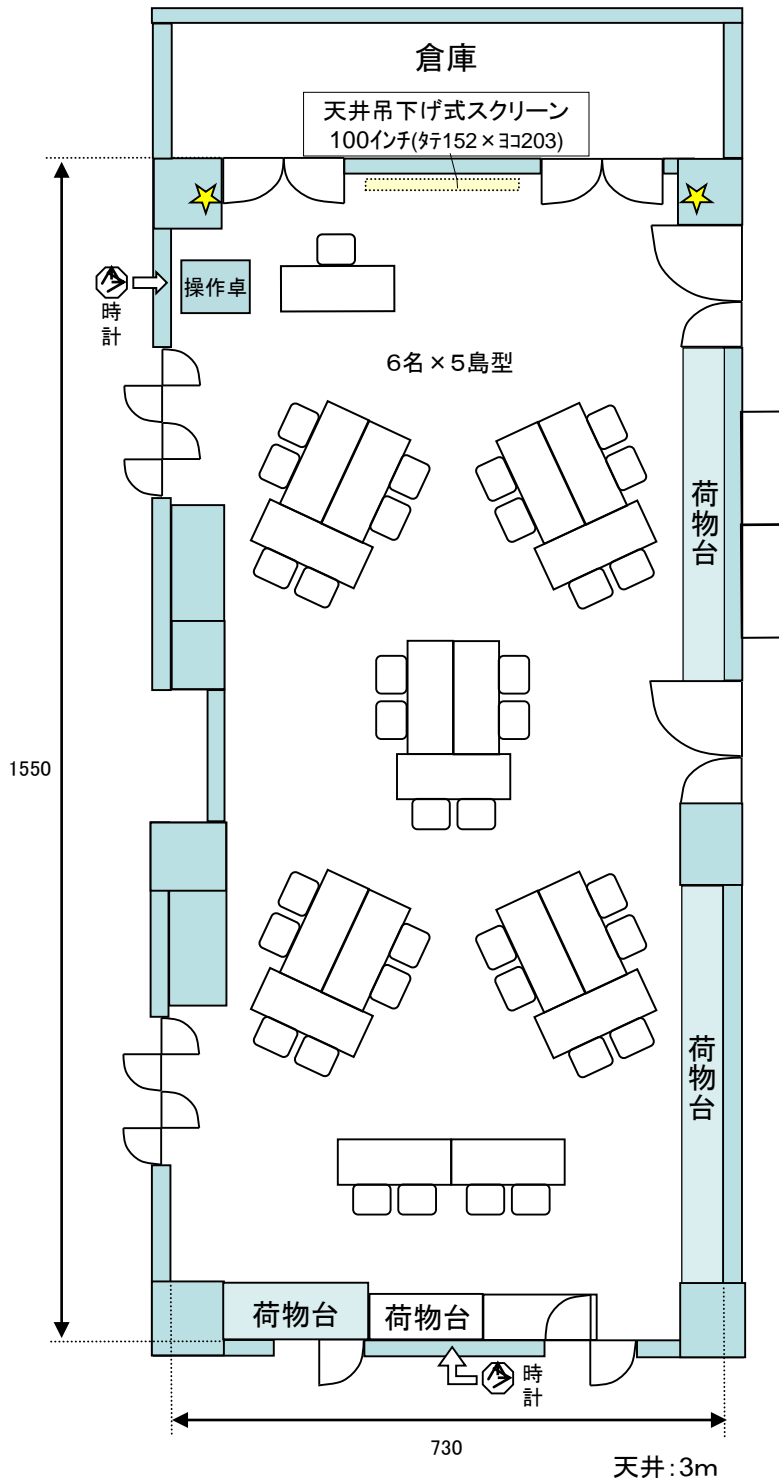 倉庫
天井吊下げ式スクリーン
100インチ(ﾀﾃ152×ﾖｺ203)
操作卓
時計
6名×5島型
荷物台
1550
荷物台
荷物台
荷物台
時計
730
天井:3m